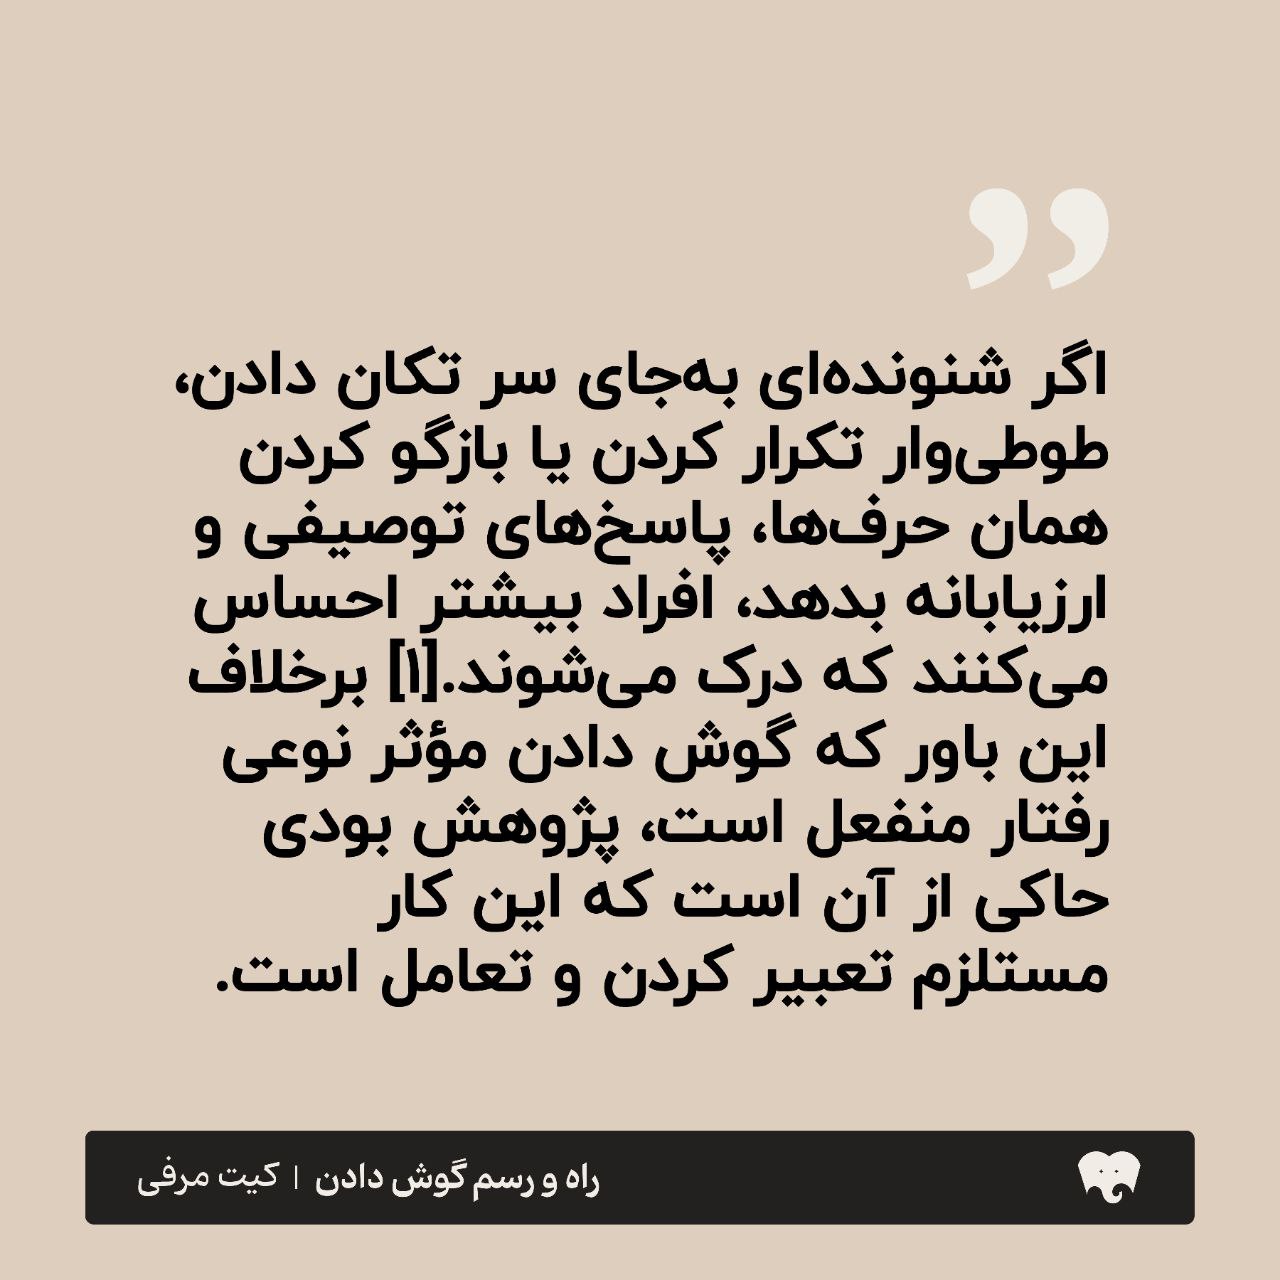 ”
اگر شنونده‌ای به‌جای سر تکان دادن،
طوطی‌وار تکرار کردن یا بازگو کردن
همان حرف‌ها، پاسخ‌های توصیفی و
ارزیابانه بدهد، افراد بیشتر احساس
می‌کنند که درک می‌شوند.[۱] برخلاف
این باور که گوش دادن مؤثر نوعی
رفتار منفعل است، پژوهش بودی
حاکی از آن است که این کار
مستلزم تعبیر کردن و تعامل است.
راه و رسم گوش دادن | کیت مرفی